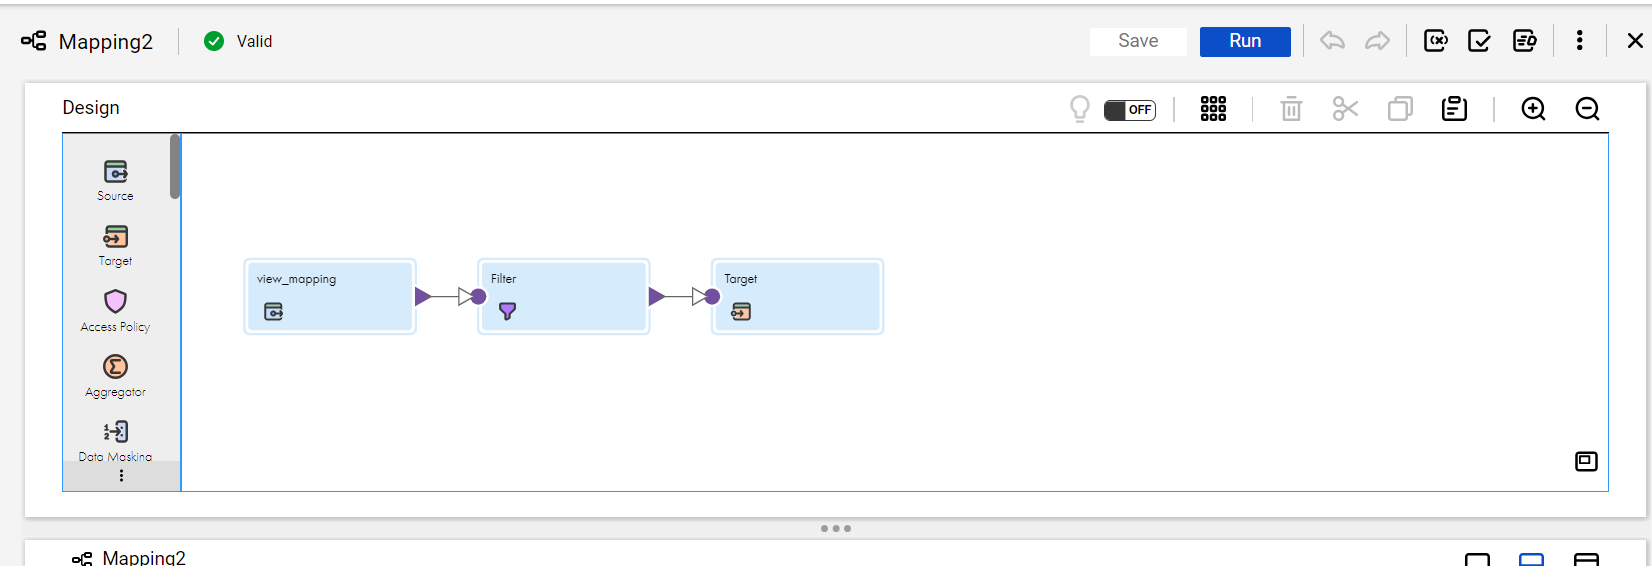 Mapping2
Valid
Save
Run
Design
OFF
Source
Target
Access Policy
Aggregator
Data Masking
view_mapping
Filter
Target
Mapping2